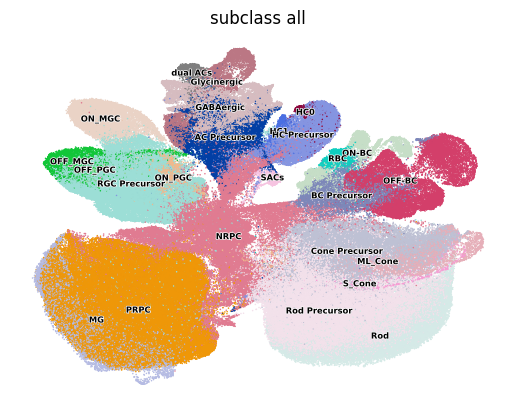 subclass all
dual ACs
Glycinergic
GABAergic
ON_MGC
HC0
HC1
HC Precursor
AC Precursor
ON-BC
RBC
OFF_MGC
OFF_PGC
RGC Precursor
ON_PGC
SACs
OFF-BC
BC Precursor
NRPC
Cone Precursor
ML_Cone
S_Cone
PRPC
MG
Rod Precursor
Rod